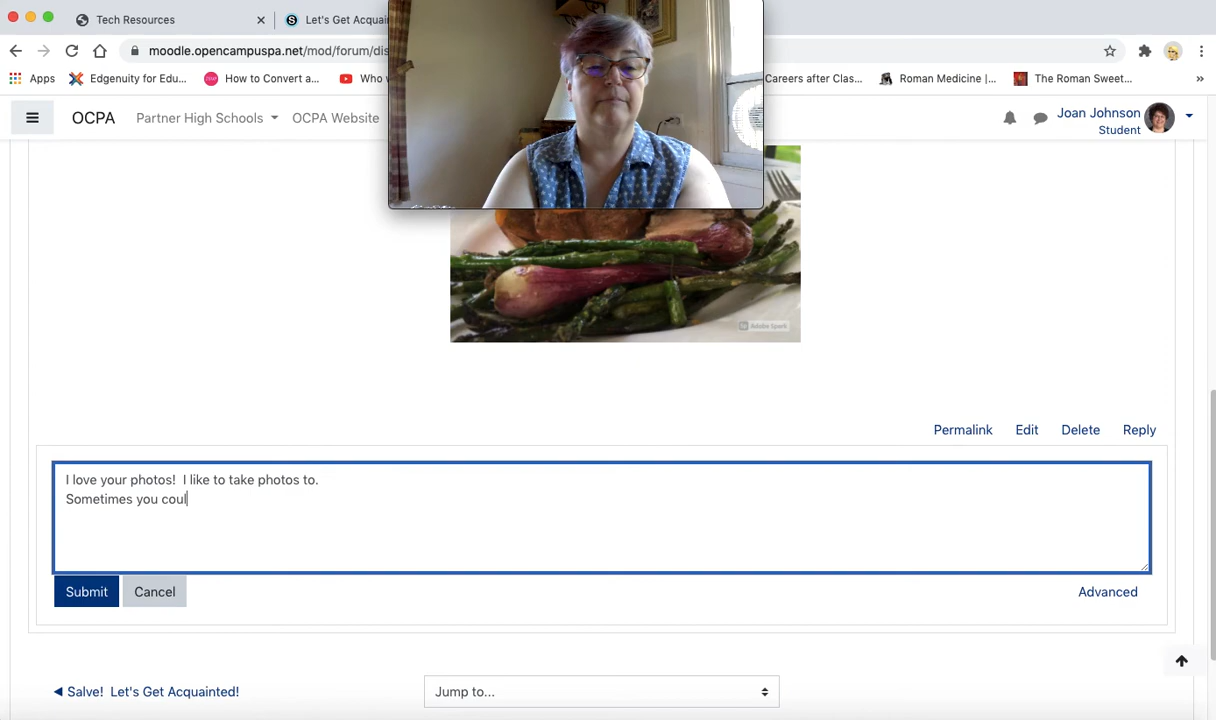 Tech Resources
Let's Get Acquai
moodle.opencampuspa.net/mod/forum/dis
Apps
Edgenuity for Edu...
How to Convert a...
Who
Careers after Clas...
Roman Medicine |...
The Roman Sweet...
»
OCPA
Partner High Schools
OCPA Website
Joan Johnson
Student
Adobe Spark
Permalink
Edit
Delete
Reply
I love your photos!  I like to take photos to.
Sometimes you coul
Submit
Cancel
Advanced
◀ Salve!  Let's Get Acquainted!
Jump to...